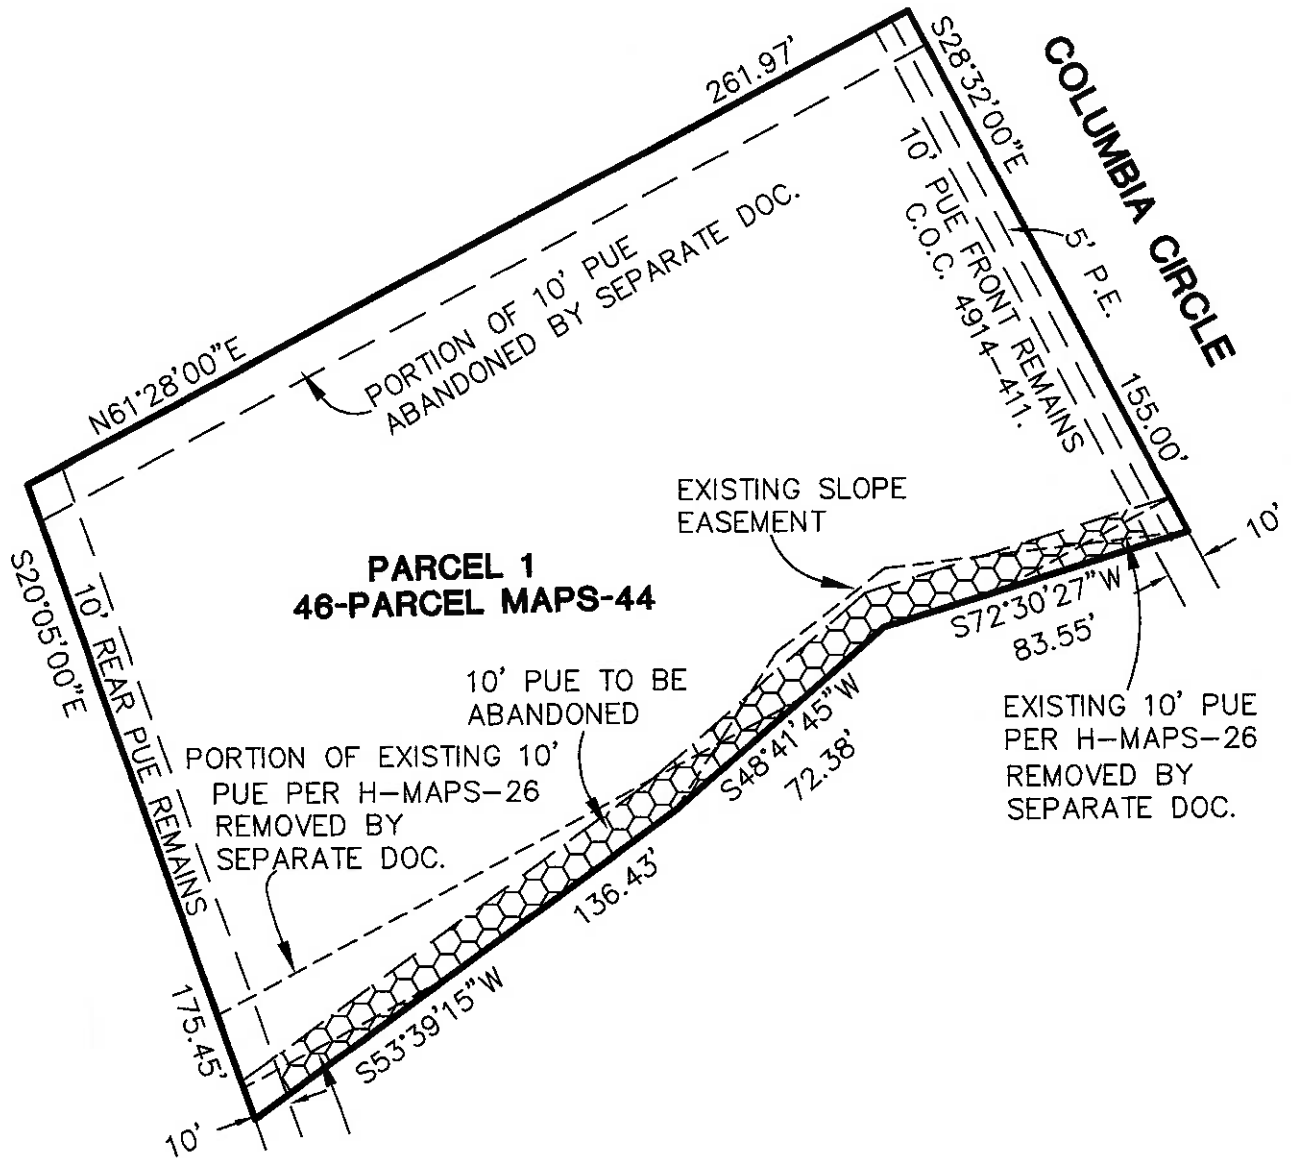 261.97'
S28°32'00"E
COLUMBIA CIRCLE
10' PUE FRONT REMAINS
C.O.C. 4914-411.
5' P.E.
155.00'
N61°28'00"E
PORTION OF 10' PUE
ABANDONED BY SEPARATE DOC.
EXISTING SLOPE
EASEMENT
10'
PARCEL 1
46-PARCEL MAPS-44
S20°05'00"E
10' REAR PUE REMAINS
S72°30'27"W
83.55'
10' PUE TO BE
ABANDONED
S48°41'45"W
72.38'
EXISTING 10' PUE
PER H-MAPS-26
REMOVED BY
SEPARATE DOC.
PORTION OF EXISTING 10'
PUE PER H-MAPS-26
REMOVED BY
SEPARATE DOC.
136.43'
S53°39'15"W
175.45'
10'